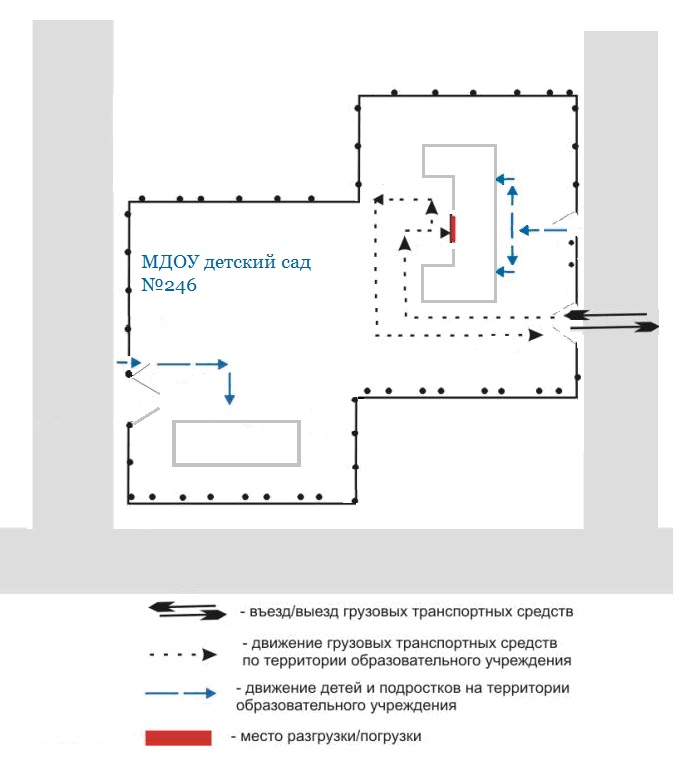 МДОУ детский сад
№246
- въезд/выезд грузовых транспортных средств
- движение грузовых транспортных средств
по территории образовательного учреждения
- движение детей и подростков на территории
образовательного учреждения
- место разгрузки/погрузки